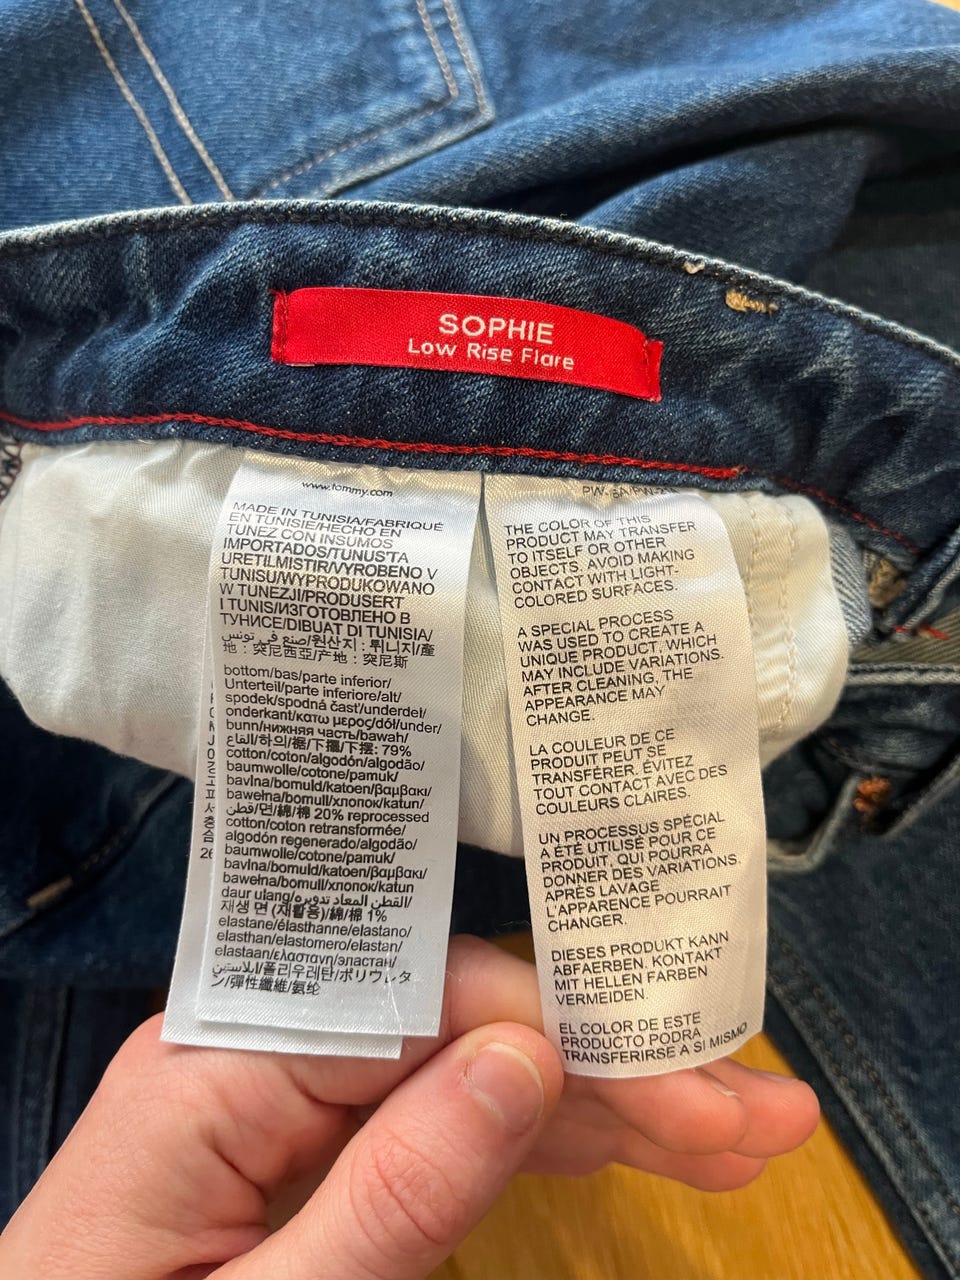 SOPHIE
Low Rise Flare
www.tommy.com
MADE IN TUNISIA/FABRIQUÉ
EN TUNISIE/HECHO EN
TUNEZ CON INSUMOS
IMPORTADOS/TUNUS'TA
ÜRETILMISTIR/VYROBENO V
TUNISU/WYPRODUKOWANO
W TUNEZJI/PRODUSERT
I TUNIS/ИЗГОТОВЛЕНО В
ТУНИСЕ/DIBUAT DI TUNISIA/
صنع في تونس/원산지 : 튀니지/產
地 : 突尼西亞/产地 : 突尼斯
bottom/bas/parte inferior/
Unterteil/parte inferiore/alt/
spodek/spodná časť/underdel/
onderkant/κατω μερος/dół/under/
bunn/нижняя часть/bawah/
القاع/하의/裾/下擺/下摆: 79%
cotton/coton/algodón/algodão/
baumwolle/cotone/pamuk/
bavlna/bomuld/katoen/βαμβακι/
bawełna/bomull/хлопок/katun/
قطن/면/綿/棉 20% reprocessed
cotton/coton retransformée/
algodón regenerado/algodão/
baumwolle/cotone/pamuk/
bavlna/bomuld/katoen/βαμβακι/
bawełna/bomull/хлопок/katun
daur ulang/القطن المعاد تدويره/
재생 면 (재활용)/綿/棉 1%
elastane/élasthanne/elastano/
elasthan/elastomero/elastan/
elastaan/ελαστανη/эластан/
إيلاستين/폴리우레탄/ポリウレタ
ン/彈性纖維/氨纶
THE COLOR OF THIS
PRODUCT MAY TRANSFER
TO ITSELF OR OTHER
OBJECTS. AVOID MAKING
CONTACT WITH LIGHT-
COLORED SURFACES.
A SPECIAL PROCESS
WAS USED TO CREATE A
UNIQUE PRODUCT, WHICH
MAY INCLUDE VARIATIONS.
AFTER CLEANING, THE
APPEARANCE MAY
CHANGE.
LA COULEUR DE CE
PRODUIT PEUT SE
TRANSFÉRER. ÉVITEZ
TOUT CONTACT AVEC DES
COULEURS CLAIRES.
UN PROCESSUS SPÉCIAL
A ÉTÉ UTILISÉ POUR CE
PRODUIT, QUI POURRA
DONNER DES VARIATIONS.
APRÈS LAVAGE
L'APPARENCE POURRAIT
CHANGER.
DIESES PRODUKT KANN
ABFAERBEN. KONTAKT
MIT HELLEN FARBEN
VERMEIDEN.
EL COLOR DE ESTE
PRODUCTO PODRA
TRANSFERIRSE A SI MISMO